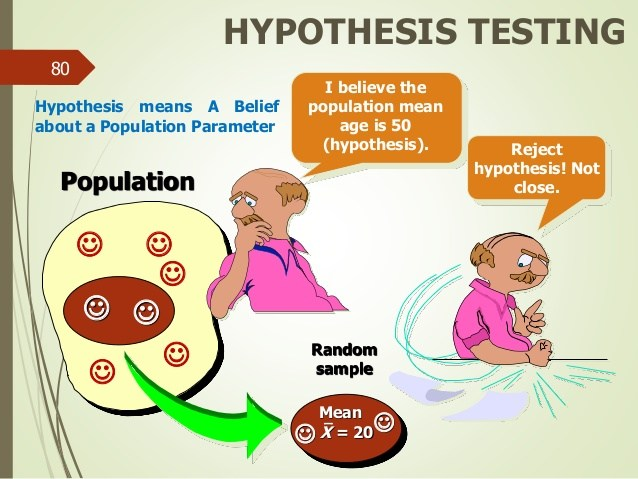 HYPOTHESIS TESTING
80
Hypothesis means A Belief
about a Population Parameter
I believe the
population mean
age is 50
(hypothesis).
Reject
hypothesis! Not
close.
Population
Random
sample
Mean
X̅ = 20